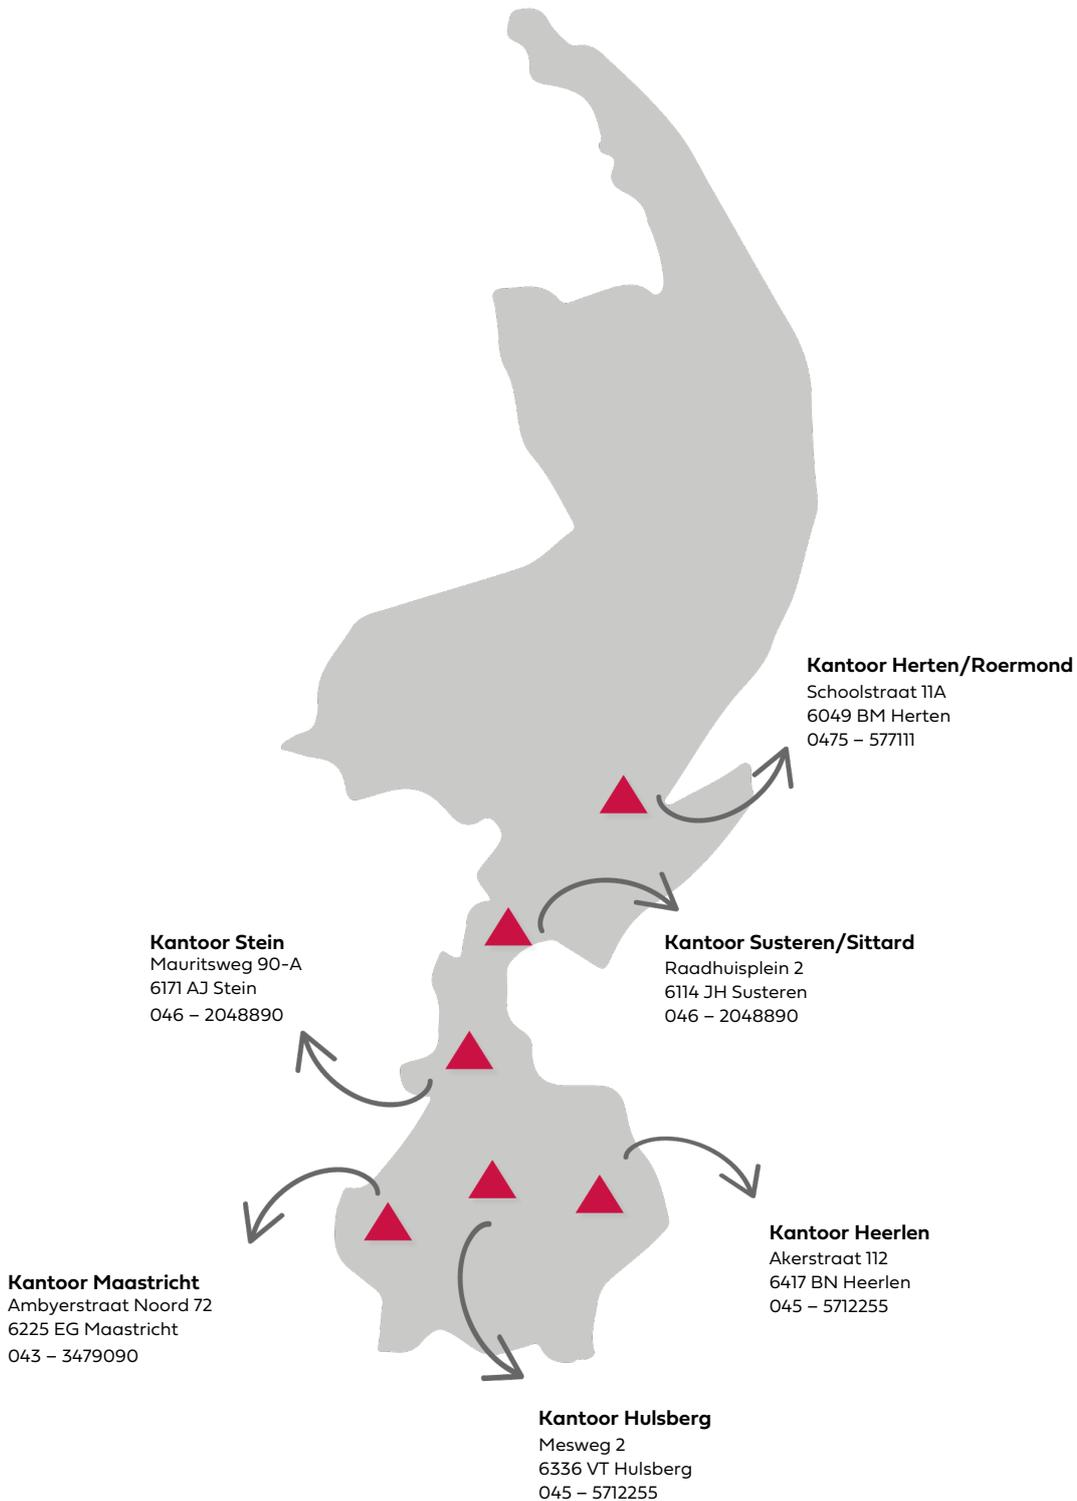 Kantoor Herten/Roermond
Schoolstraat 11A
6049 BM Herten
0475 – 577111
Kantoor Stein
Mauritsweg 90-A
6171 AJ Stein
046 – 2048890
Kantoor Susteren/Sittard
Raadhuisplein 2
6114 JH Susteren
046 – 2048890
Kantoor Heerlen
Akerstraat 112
6417 BN Heerlen
045 – 5712255
Kantoor Maastricht
Ambyerstraat Noord 72
6225 EG Maastricht
043 – 3479090
Kantoor Hulsberg
Mesweg 2
6336 VT Hulsberg
045 – 5712255